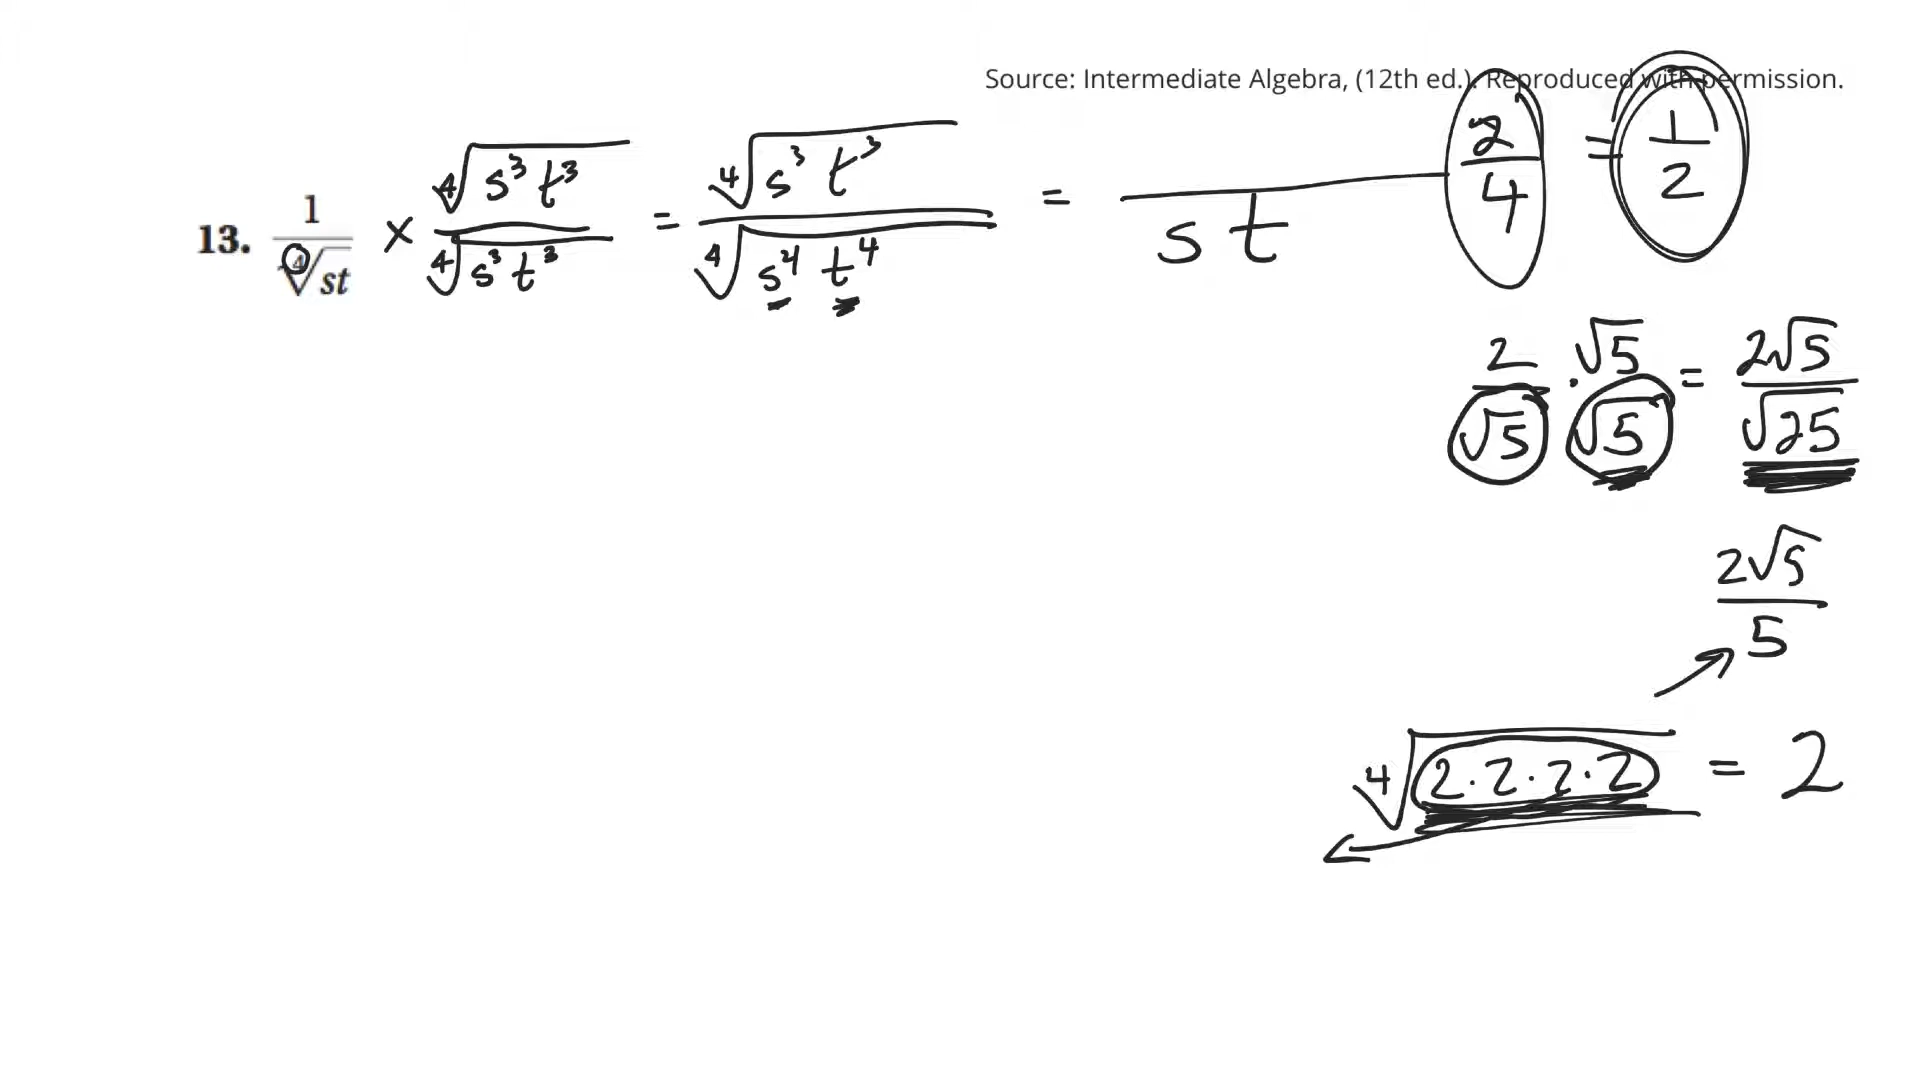 Source: Intermediate Algebra, (12th ed.). Reproduced with permission.
13. 1/∜st × ∜s³t³/∜s³t³ = ∜s³t³/∜s⁴t⁴ = /st
2/4 = 1/2
2/√5 · √5/√5 = 2√5/√25
2√5/5
∜2·2·2·2 = 2